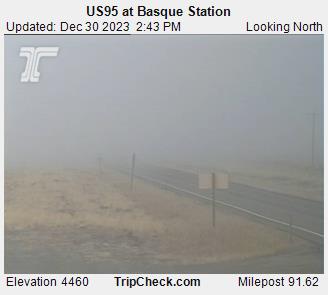 US95 at Basque Station
Updated: Dec 30 2023 2:43 PM Looking North
Elevation 4460 TripCheck.com Milepost 91.62